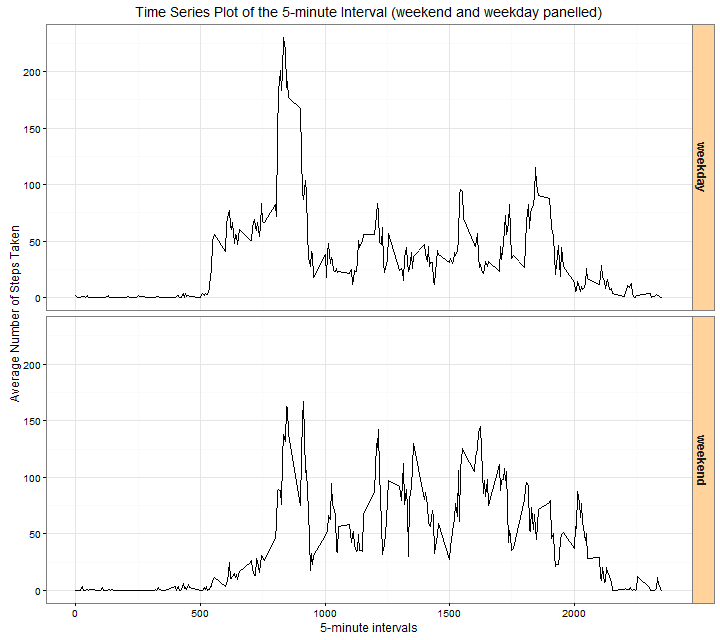 Time Series Plot of the 5-minute Interval (weekend and weekday panelled)
Average Number of Steps Taken
200
150
100
50
0
weekday
200
150
100
50
0
weekend
0 500 1000 1500 2000
5-minute intervals